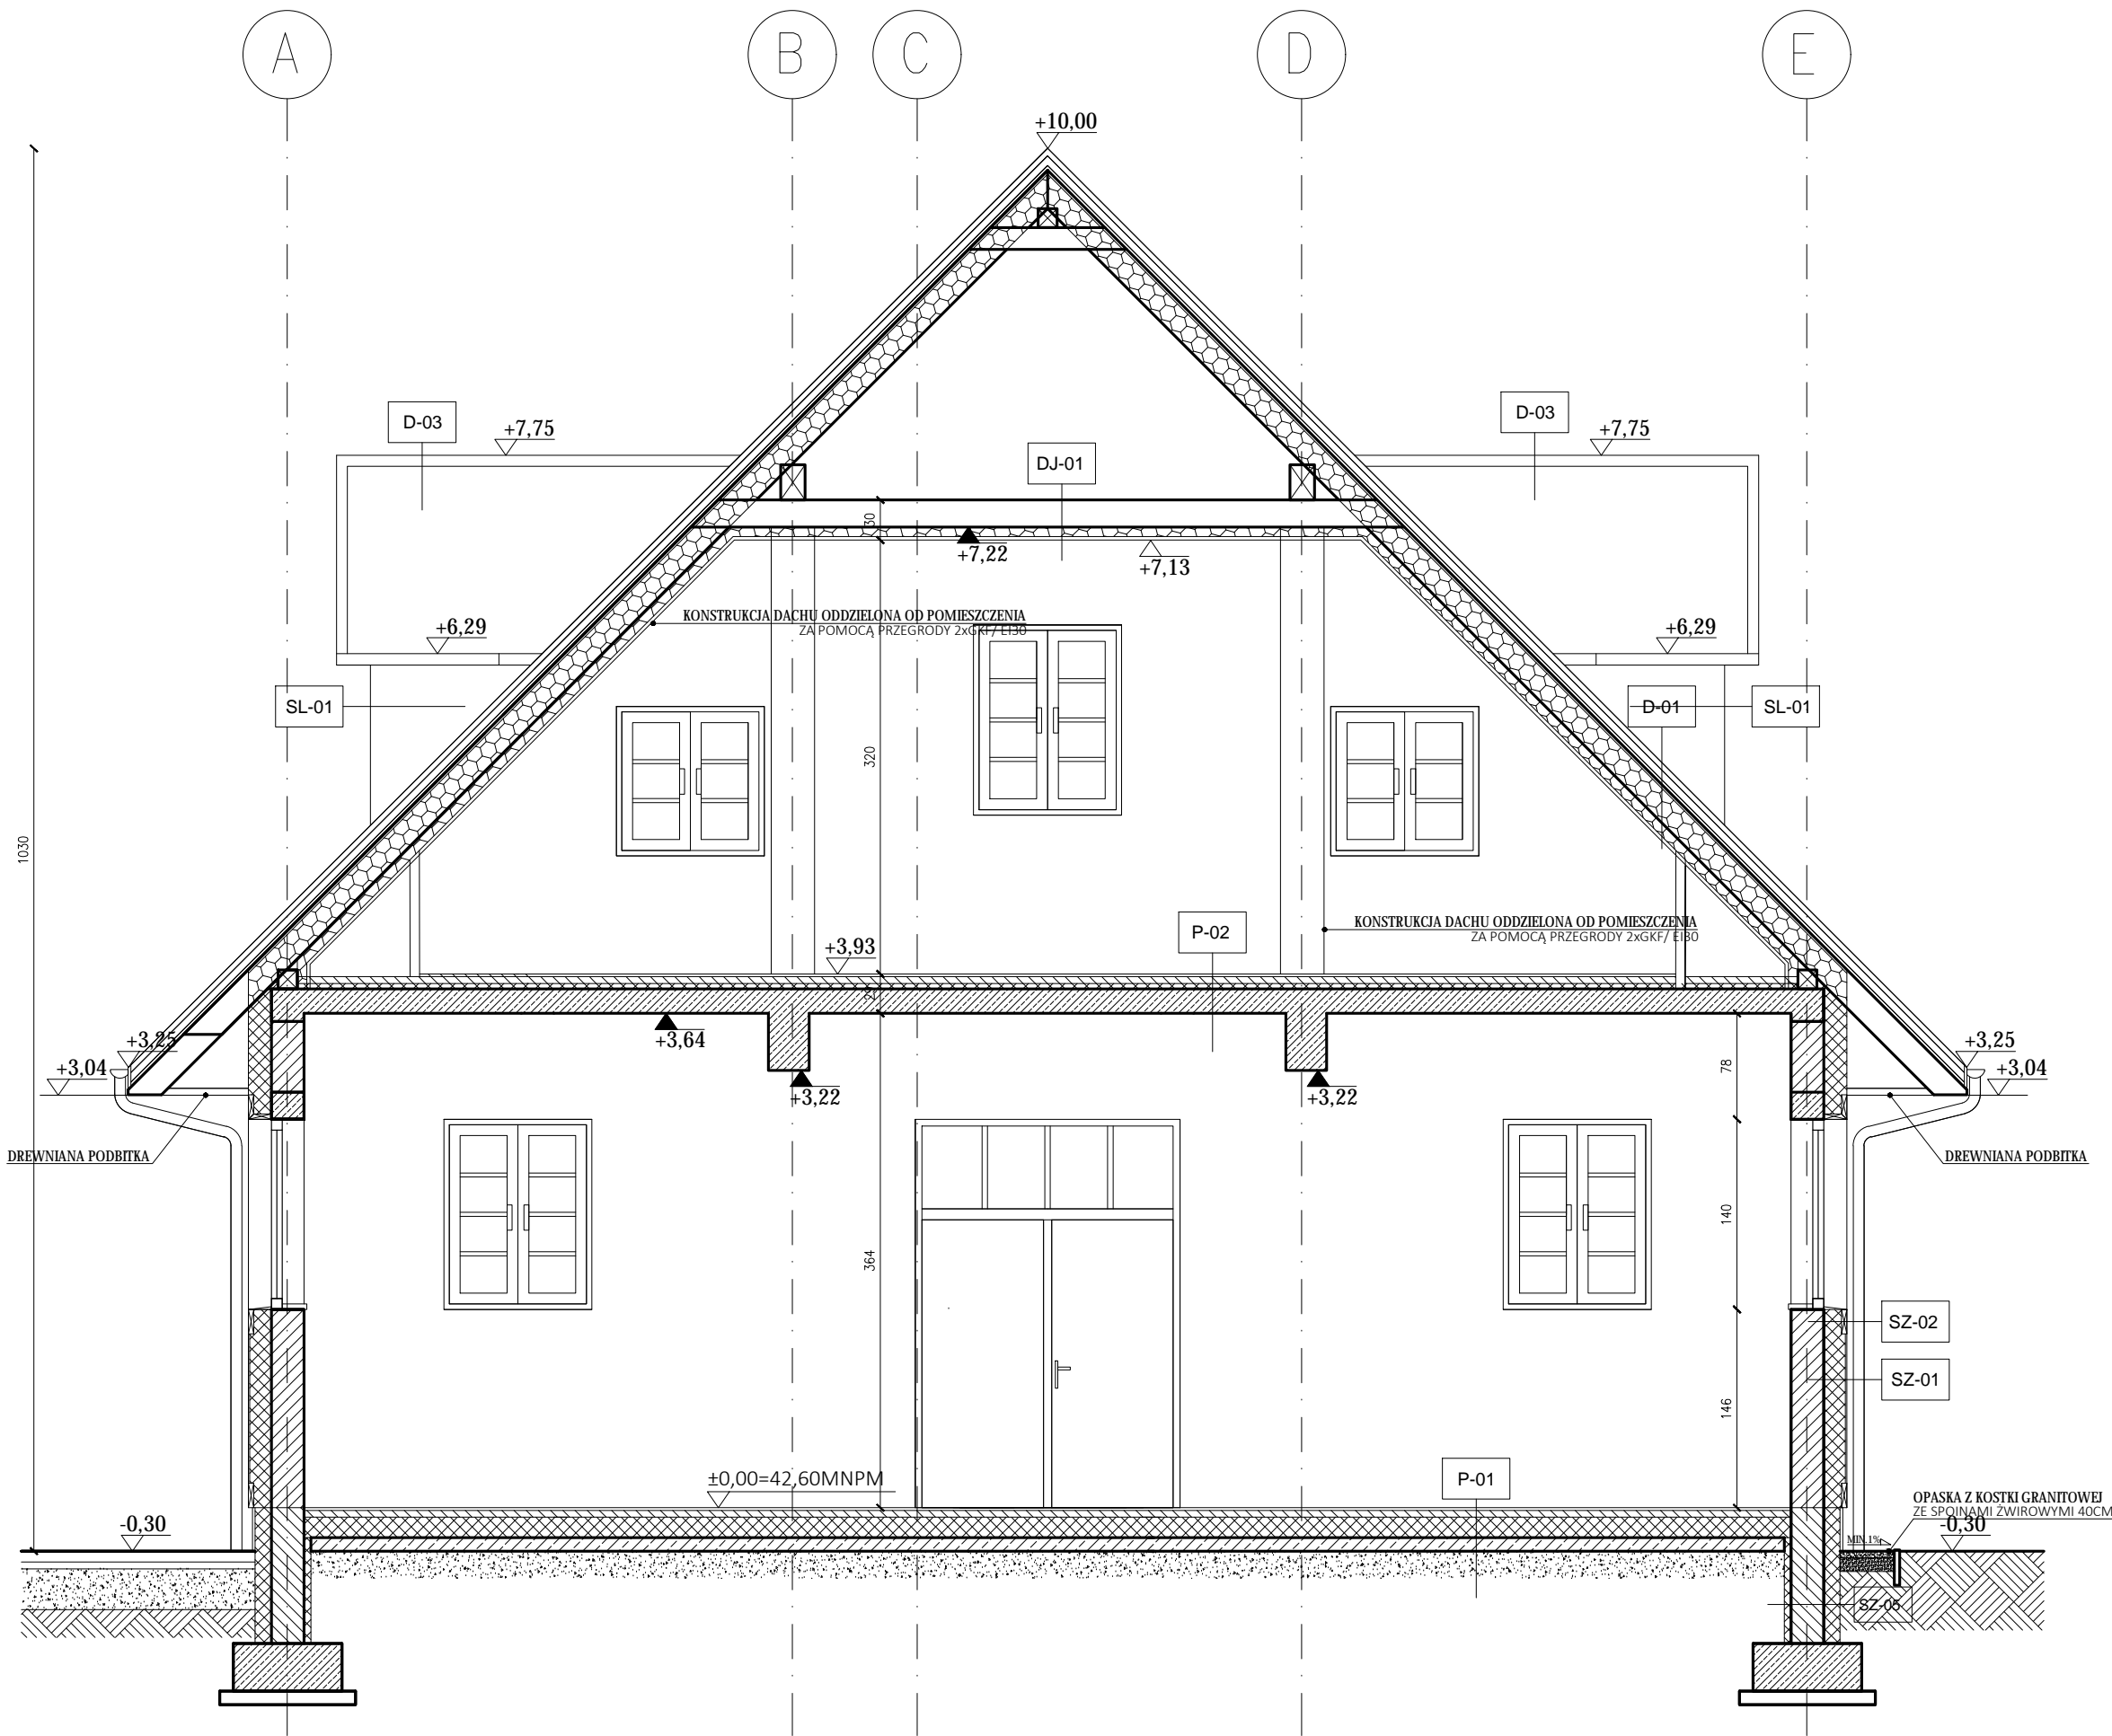 A
B
C
D
E
+10,00
D-03
D-03
+7,75
+7,75
DJ-01
30
+7,22
+7,13
KONSTRUKCJA DACHU ODDZIELONA OD POMIESZCZENIA
ZA POMOCĄ PRZEGRODY 2xGKF/ EI30
+6,29
+6,29
SL-01
D-01
SL-01
320
1030
P-02
KONSTRUKCJA DACHU ODDZIELONA OD POMIESZCZENIA
ZA POMOCĄ PRZEGRODY 2xGKF/ EI30
+3,93
29
+3,64
+3,25
+3,04
+3,25
+3,04
78
+3,22
+3,22
DREWNIANA PODBITKA
DREWNIANA PODBITKA
140
364
SZ-02
SZ-01
146
±0,00=42,60MNPM
P-01
OPASKA Z KOSTKI GRANITOWEJ
ZE SPOINAMI ŻWIROWYMI 40CM
-0,30
-0,30
MIN.1%
SZ-05